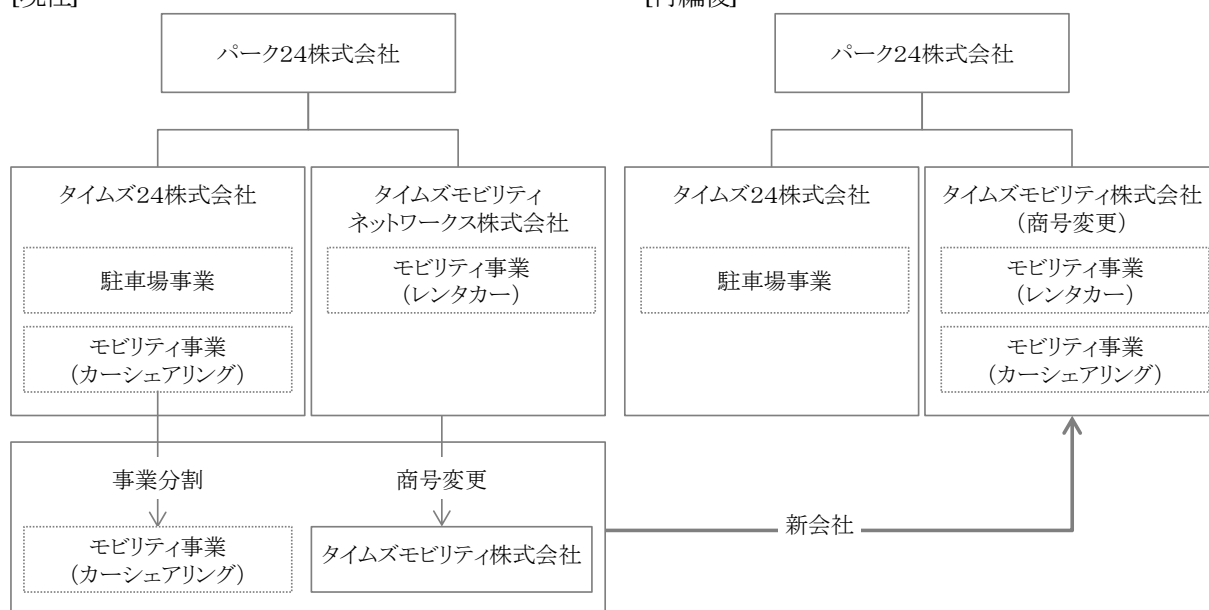 [現在]
パーク24株式会社
タイムズ24株式会社
駐車場事業
モビリティ事業
(カーシェアリング)
タイムズモビリティ
ネットワークス株式会社
モビリティ事業
(レンタカー)
事業分割
モビリティ事業
(カーシェアリング)
商号変更
タイムズモビリティ株式会社
新会社
[再編後]
パーク24株式会社
タイムズ24株式会社
駐車場事業
タイムズモビリティ株式会社
(商号変更)
モビリティ事業
(レンタカー)
モビリティ事業
(カーシェアリング)